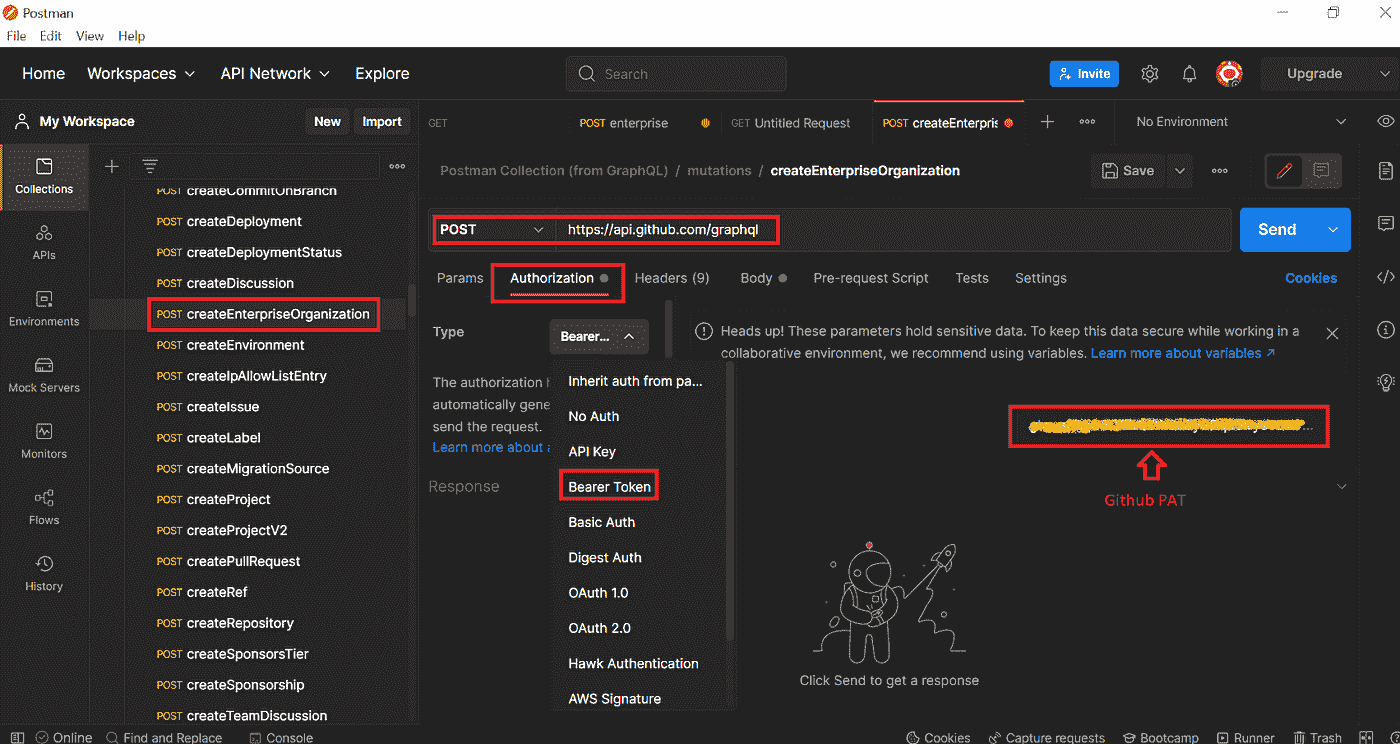 Postman
File Edit View Help
Home Workspaces API Network Explore Search Invite Upgrade
My Workspace New Import GET POST enterprise GET Untitled Request POST createEnterpris No Environment
Collections
APIs
Environments
Mock Servers
Monitors
Flows
History
POST createCommitOnBranch
POST createDeployment
POST createDeploymentStatus
POST createDiscussion
POST createEnterpriseOrganization
POST createEnvironment
POST createIpAllowListEntry
POST createIssue
POST createLabel
POST createMigrationSource
POST createProject
POST createProjectV2
POST createPullRequest
POST createRef
POST createRepository
POST createSponsorsTier
POST createSponsorship
POST createTeamDiscussion
Postman Collection (from GraphQL) / mutations / createEnterpriseOrganization Save
POST https://api.github.com/graphql Send
Params Authorization Headers (9) Body Pre-request Script Tests Settings Cookies
Type Bearer...
Heads up! These parameters hold sensitive data. To keep this data secure while working in a
collaborative environment, we recommend using variables. Learn more about variables ↗
The authorization h
automatically gene
send the request.
Learn more about a
Inherit auth from pa...
No Auth
API Key
Bearer Token
Basic Auth
Digest Auth
OAuth 1.0
OAuth 2.0
Hawk Authentication
AWS Signature
Github PAT
Response
Click Send to get a response
Online Find and Replace Console Cookies Capture requests Bootcamp Runner Trash